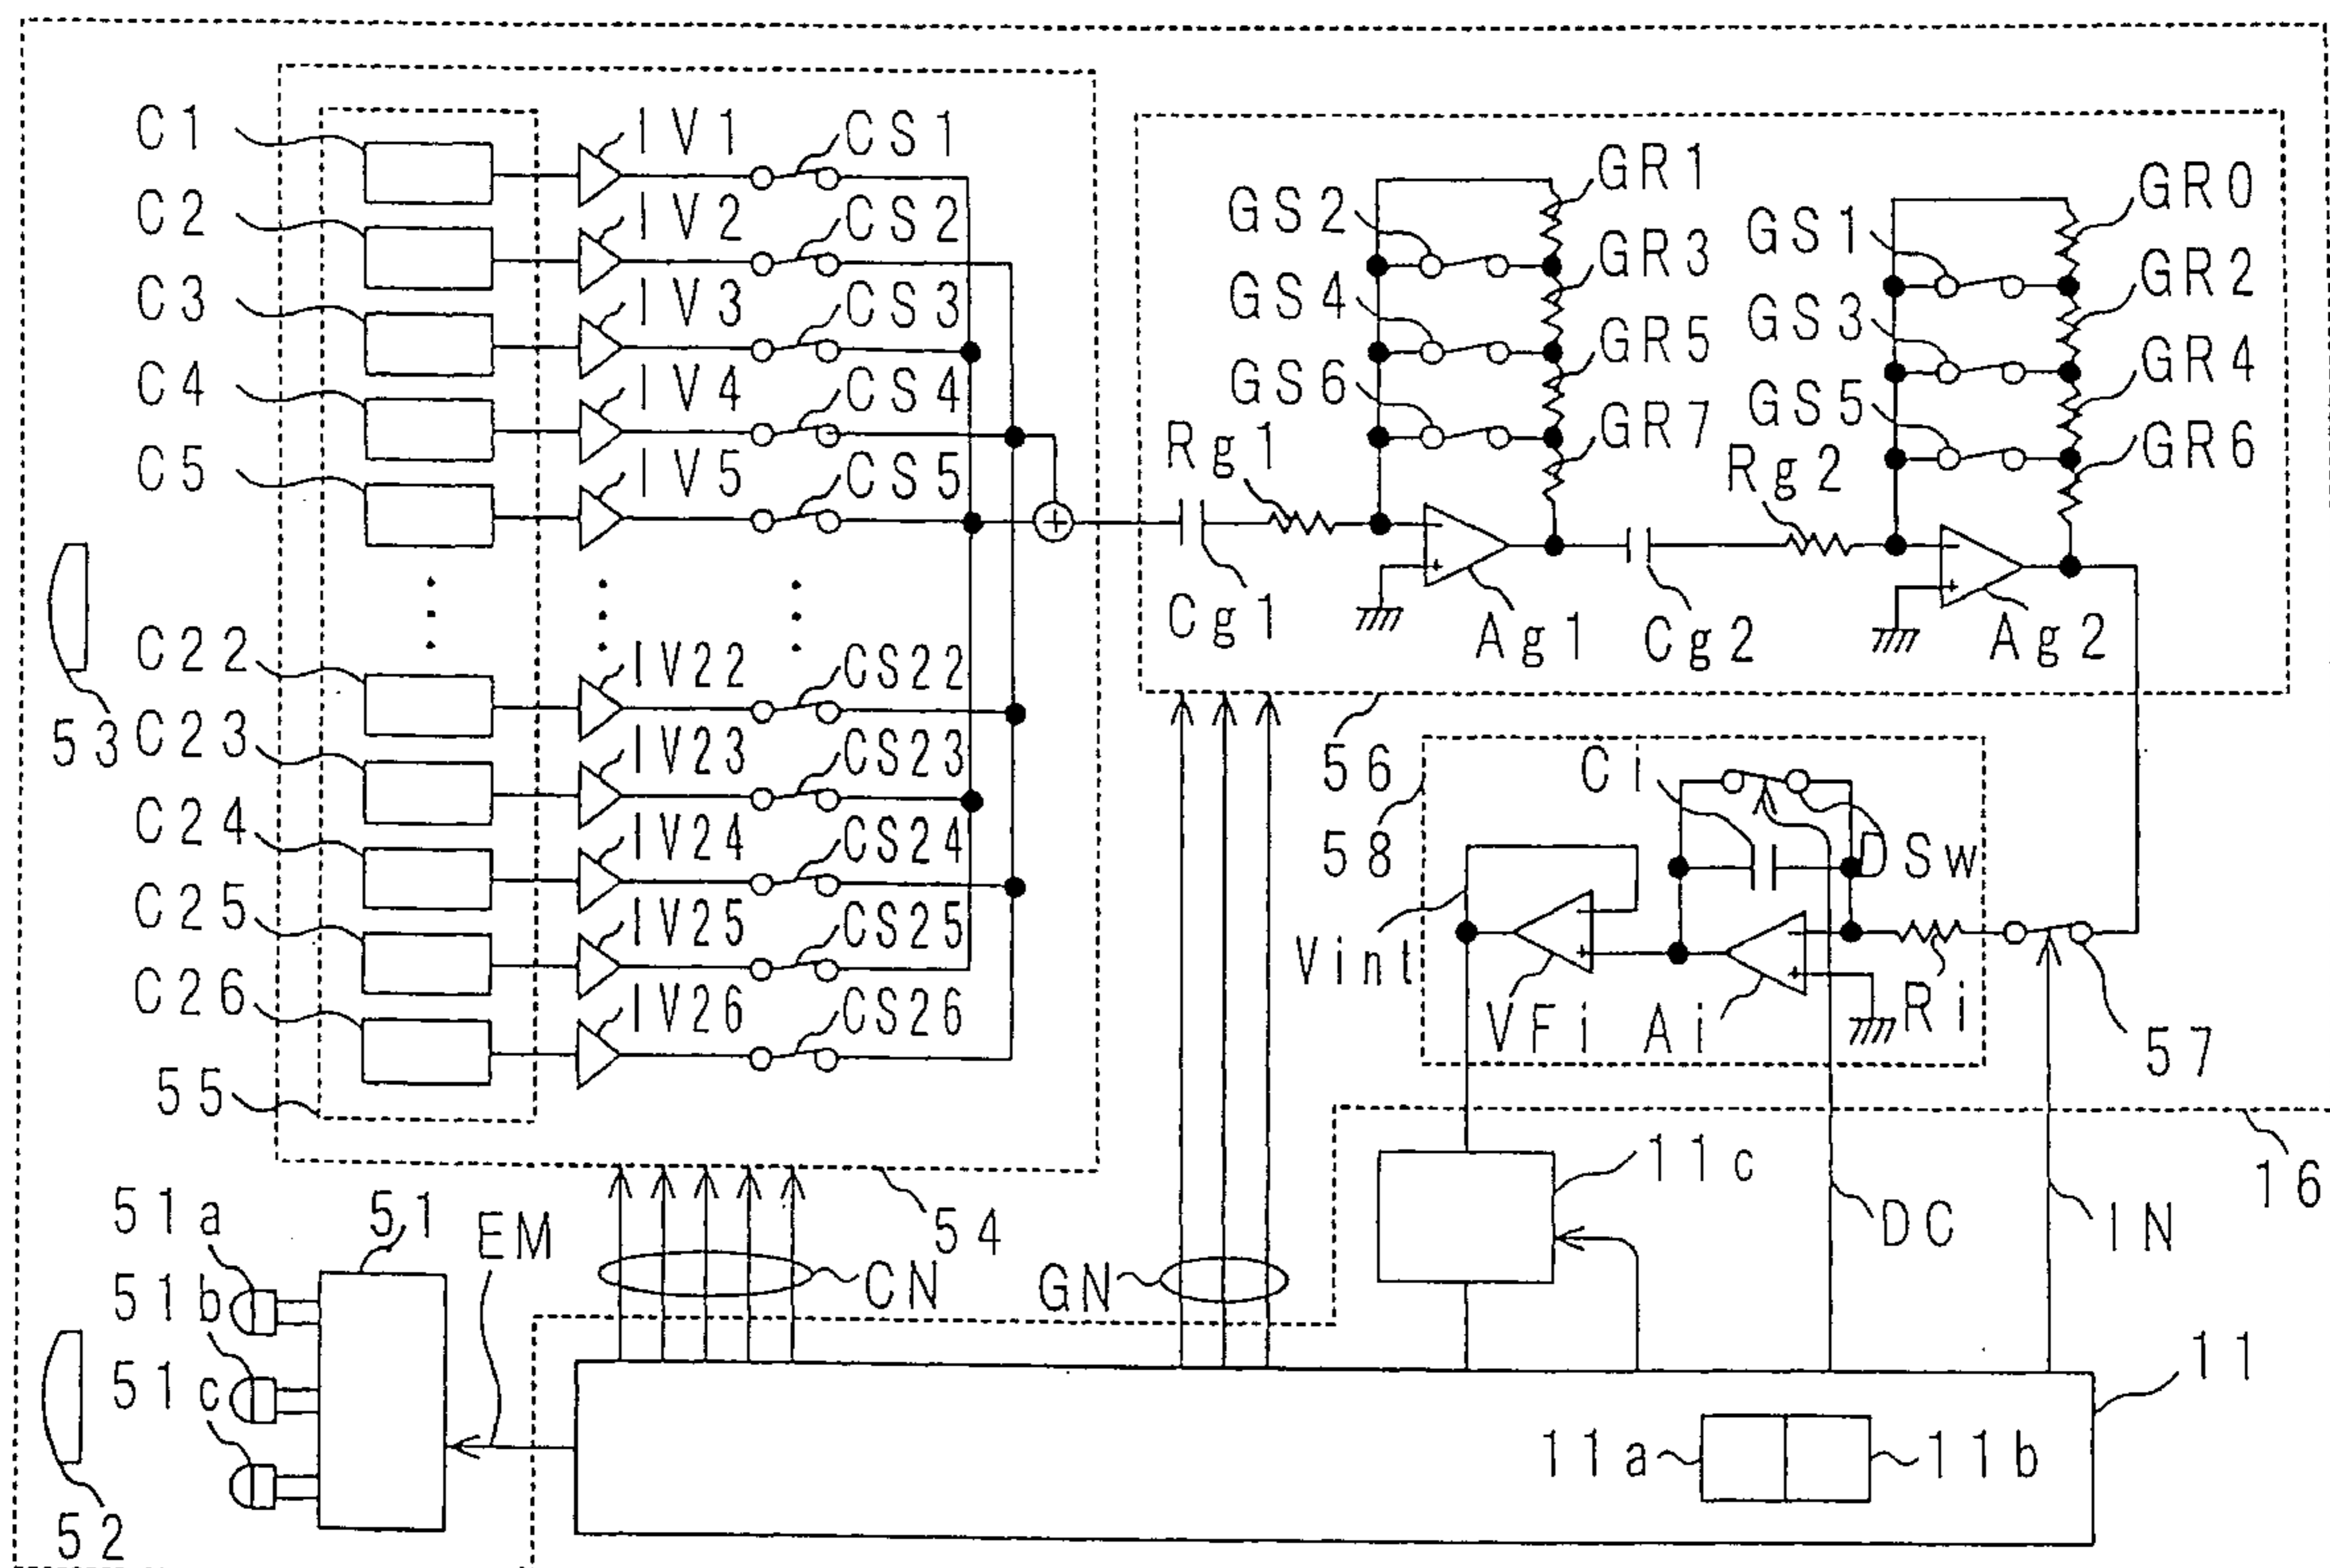 C1
IV1
CS1
C2
IV2
CS2
C3
IV3
CS3
C4
IV4
CS4
C5
IV5
CS5
GS2
GR1
GS4
GR3
GS6
GR5
GR7
Rg1
Cg1
Ag1
GS1
GR0
GS3
GR2
GS5
GR4
GR6
Rg2
Cg2
Ag2
+
−
+
−
+
53
C22
IV22
CS22
C23
IV23
CS23
C24
IV24
CS24
C25
IV25
CS25
C26
IV26
CS26
55
56
58
Ci
DSw
Vint
VFi
Ai
Ri
−
+
−
+
57
54
16
51a
51b
51c
51
EM
CN
GN
11c
DC
IN
52
11
11a
11b